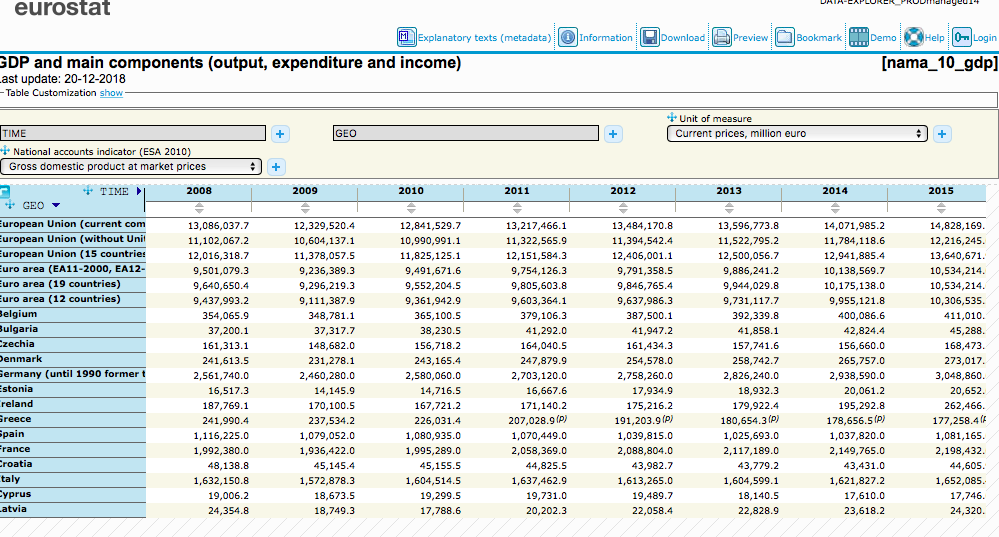 eurostat
DATA-EXPLORER_PRODmanaged14
Explanatory texts (metadata) Information Download Preview Bookmark Demo Help Login
GDP and main components (output, expenditure and income) [nama_10_gdp]
Last update: 20-12-2018
Table Customization show
Unit of measure
TIME + GEO + Current prices, million euro +
National accounts indicator (ESA 2010)
Gross domestic product at market prices +
TIME 2008 2009 2010 2011 2012 2013 2014 2015
GEO
European Union (current com 13,086,037.7 12,329,520.4 12,841,529.7 13,217,466.1 13,484,170.8 13,596,773.8 14,071,985.2 14,828,169.
European Union (without Unit 11,102,067.2 10,604,137.1 10,990,991.1 11,322,565.9 11,394,542.4 11,522,795.2 11,784,118.6 12,216,245.
European Union (15 countries 12,016,318.7 11,378,057.5 11,825,125.1 12,151,584.3 12,406,001.1 12,500,056.7 12,941,885.4 13,640,671.
Euro area (EA11-2000, EA12- 9,501,079.3 9,236,389.3 9,491,671.6 9,754,126.3 9,791,358.5 9,886,241.2 10,138,569.7 10,534,214.
Euro area (19 countries) 9,640,650.4 9,296,219.3 9,552,204.5 9,805,603.8 9,846,765.4 9,944,029.8 10,175,038.0 10,534,214.
Euro area (12 countries) 9,437,993.2 9,111,387.9 9,361,942.9 9,603,364.1 9,637,986.3 9,731,117.7 9,955,121.8 10,306,535.
Belgium 354,065.9 348,781.1 365,100.5 379,106.3 387,500.1 392,339.8 400,086.6 411,010.
Bulgaria 37,200.1 37,317.7 38,230.5 41,292.0 41,947.2 41,858.1 42,824.4 45,288.
Czechia 161,313.1 148,682.0 156,718.2 164,040.5 161,434.3 157,741.6 156,660.0 168,473.
Denmark 241,613.5 231,278.1 243,165.4 247,879.9 254,578.0 258,742.6 265,757.0 273,017.
Germany (until 1990 former t 2,561,740.0 2,460,280.0 2,580,060.0 2,703,120.0 2,758,260.0 2,826,240.0 2,938,590.0 3,048,860.
Estonia 16,517.3 14,145.9 14,716.5 16,667.6 17,934.9 18,932.3 20,061.2 20,652.
Ireland 187,769.1 170,100.5 167,721.2 171,140.2 175,216.2 179,922.4 195,292.8 262,466.
Greece 241,990.4 237,534.2 226,031.4 207,028.9(p) 191,203.9(p) 180,654.3(p) 178,656.5(p) 177,258.4(p
Spain 1,116,225.0 1,079,052.0 1,080,935.0 1,070,449.0 1,039,815.0 1,025,693.0 1,037,820.0 1,081,165.
France 1,992,380.0 1,936,422.0 1,995,289.0 2,058,369.0 2,088,804.0 2,117,189.0 2,149,765.0 2,198,432.
Croatia 48,138.8 45,145.4 45,155.5 44,825.5 43,982.7 43,779.2 43,431.0 44,605.
Italy 1,632,150.8 1,572,878.3 1,604,514.5 1,637,462.9 1,613,265.0 1,604,599.1 1,621,827.2 1,652,085.
Cyprus 19,006.2 18,673.5 19,299.5 19,731.0 19,489.7 18,140.5 17,610.0 17,746.
Latvia 24,354.8 18,749.3 17,788.6 20,202.3 22,058.4 22,828.9 23,618.2 24,320.